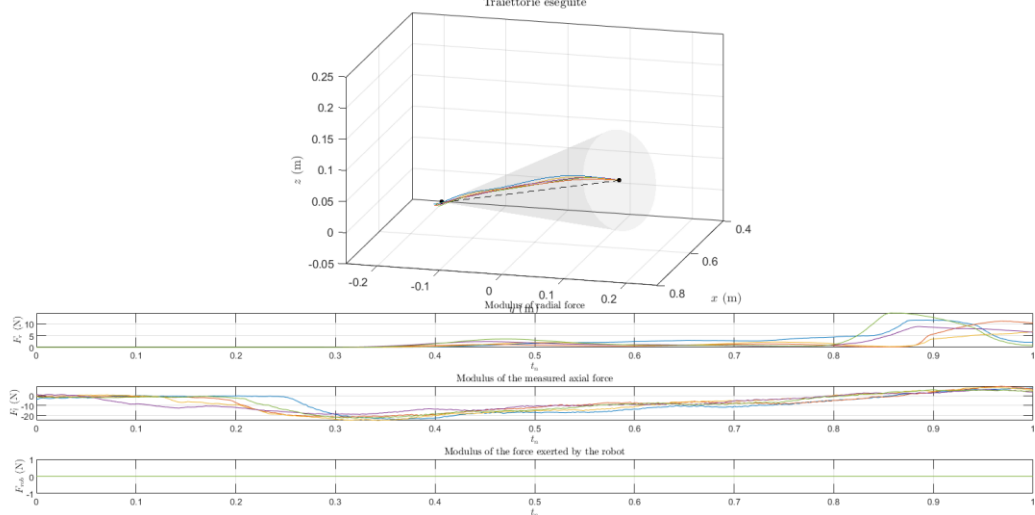 Traiettorie eseguite
0.25
0.2
0.15
0.1
0.05
0
-0.05
z (m)
-0.2
-0.1
0
0.1
0.2
(m)
0.4
0.6
0.8
x (m)
Modulus of radial force
10
5
0
F_r (N)
0 0.1 0.2 0.3 0.4 0.5 0.6 0.7 0.8 0.9 1
t_n
Modulus of the measured axial force
0
-10
-20
(N)
0 0.1 0.2 0.3 0.4 0.5 0.6 0.7 0.8 0.9 1
t_n
Modulus of the force exerted by the robot
1
0
-1
(N)
0 0.1 0.2 0.3 0.4 0.5 0.6 0.7 0.8 0.9 1